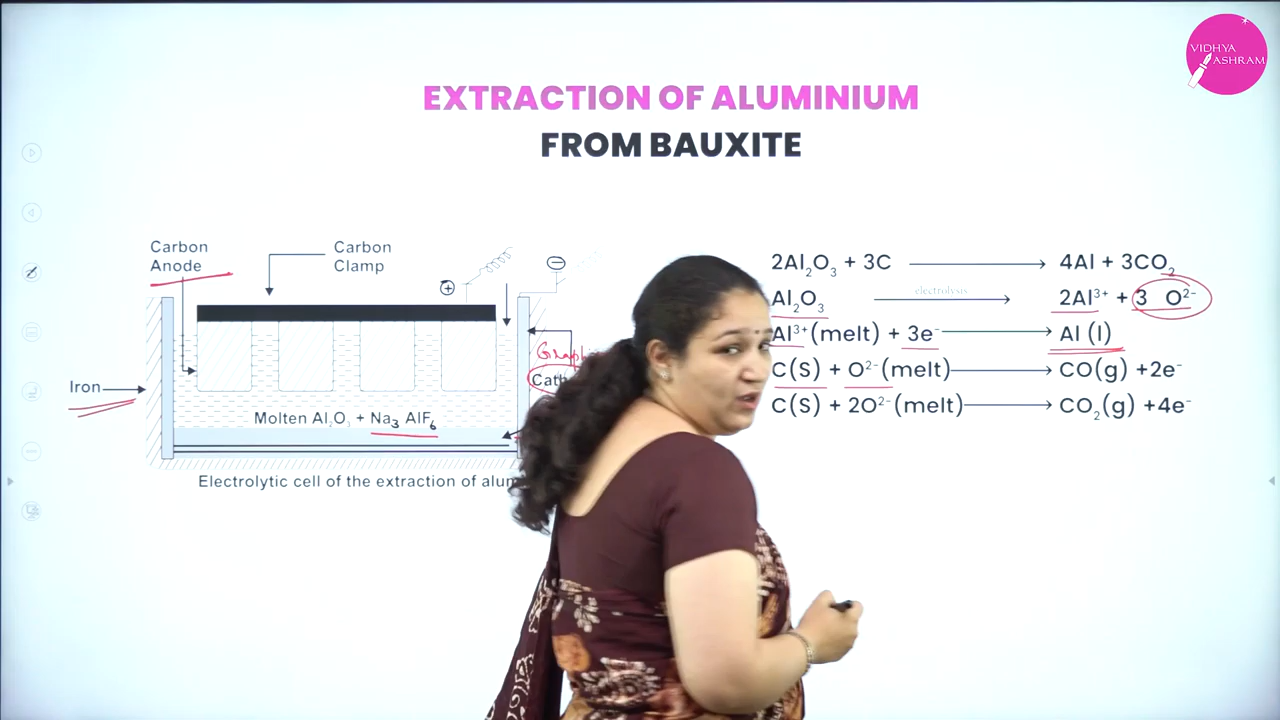 VIDHYA
ASHRAM
EXTRACTION OF ALUMINIUM
FROM BAUXITE
Carbon
Anode
Carbon
Clamp
+
−
Iron
Molten Al₂O₃ + Na₃ AlF₆
Electrolytic cell of the extraction of
2Al₂O₃ + 3C ⟶ 4Al + 3CO₂
Al₂O₃ electrolysis ⟶ 2Al³⁺ + 3 O²⁻
Al³⁺(melt) + 3e⁻ ⟶ Al (l)
C(S) + O²⁻(melt) ⟶ CO(g) +2e⁻
C(S) + 2O²⁻(melt) ⟶ CO₂(g) +4e⁻